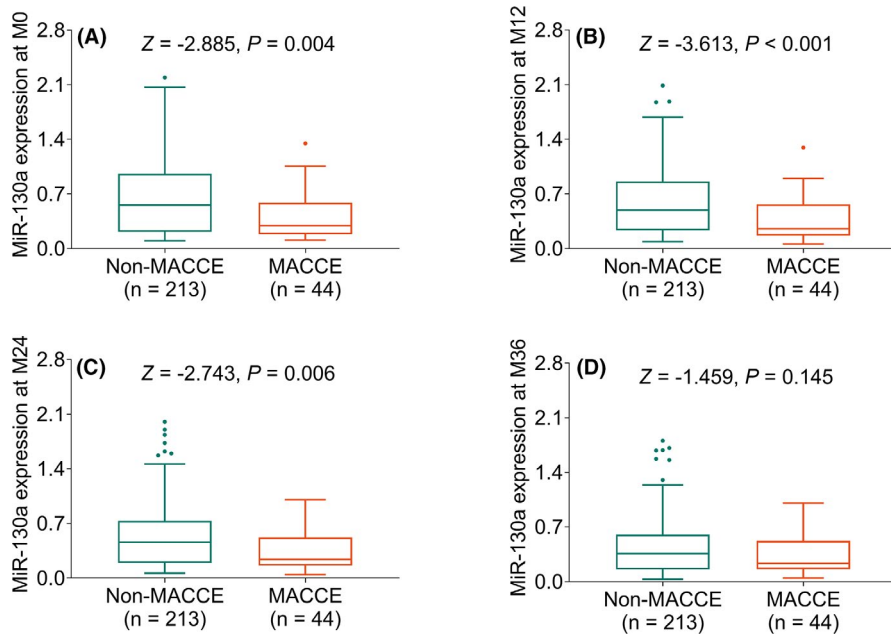 (A)
Z = -2.885, P = 0.004
MiR-130a expression at M0
2.8
2.1
1.4
0.7
0.0
Non-MACCE
(n = 213)
MACCE
(n = 44)
(B)
Z = -3.613, P < 0.001
MiR-130a expression at M12
2.8
2.1
1.4
0.7
0.0
Non-MACCE
(n = 213)
MACCE
(n = 44)
(C)
Z = -2.743, P = 0.006
MiR-130a expression at M24
2.8
2.1
1.4
0.7
0.0
Non-MACCE
(n = 213)
MACCE
(n = 44)
(D)
Z = -1.459, P = 0.145
MiR-130a expression at M36
2.8
2.1
1.4
0.7
0.0
Non-MACCE
(n = 213)
MACCE
(n = 44)